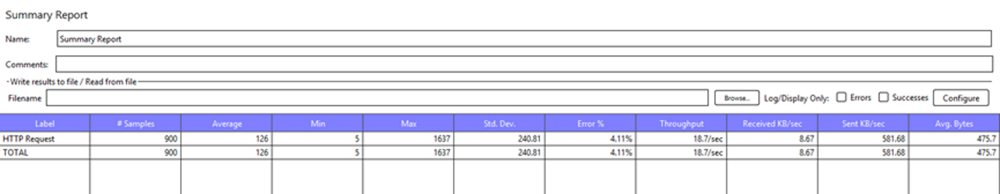 Summary Report
Name: Summary Report
Comments:
Write results to file / Read from file
Filename Browse... Log/Display Only: Errors Successes Configure
Label # Samples Average Min Max Std. Dev. Error % Throughput Received KB/sec Sent KB/sec Avg. Bytes
HTTP Request 900 126 5 1637 240.81 4.11% 18.7/sec 8.67 581.68 475.7
TOTAL 900 126 5 1637 240.81 4.11% 18.7/sec 8.67 581.68 475.7